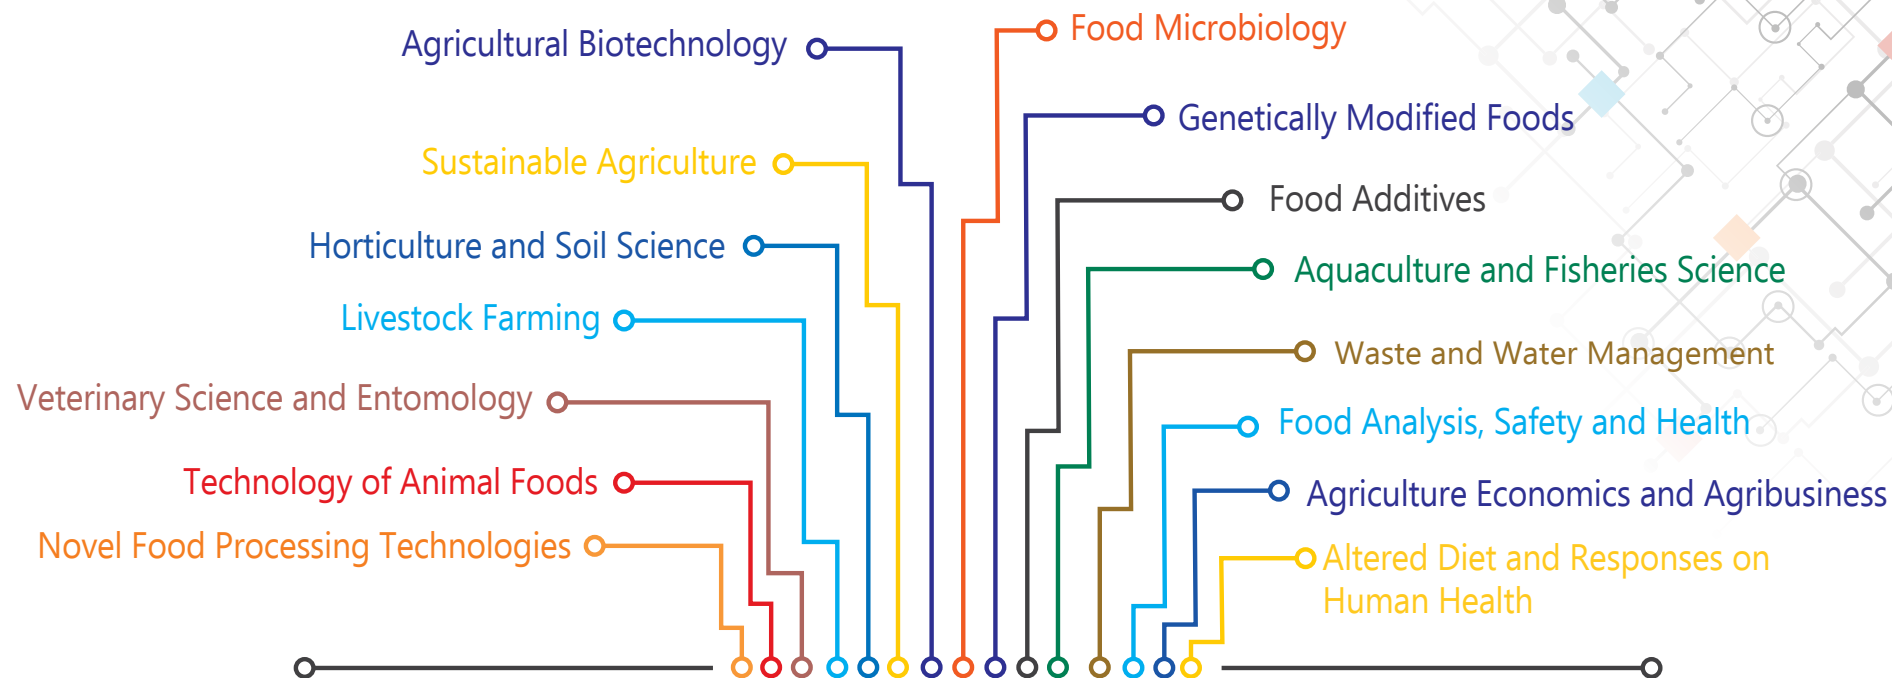 Agricultural Biotechnology
Sustainable Agriculture
Horticulture and Soil Science
Livestock Farming
Veterinary Science and Entomology
Technology of Animal Foods
Novel Food Processing Technologies
Food Microbiology
Genetically Modified Foods
Food Additives
Aquaculture and Fisheries Science
Waste and Water Management
Food Analysis, Safety and Health
Agriculture Economics and Agribusiness
Altered Diet and Responses on
Human Health